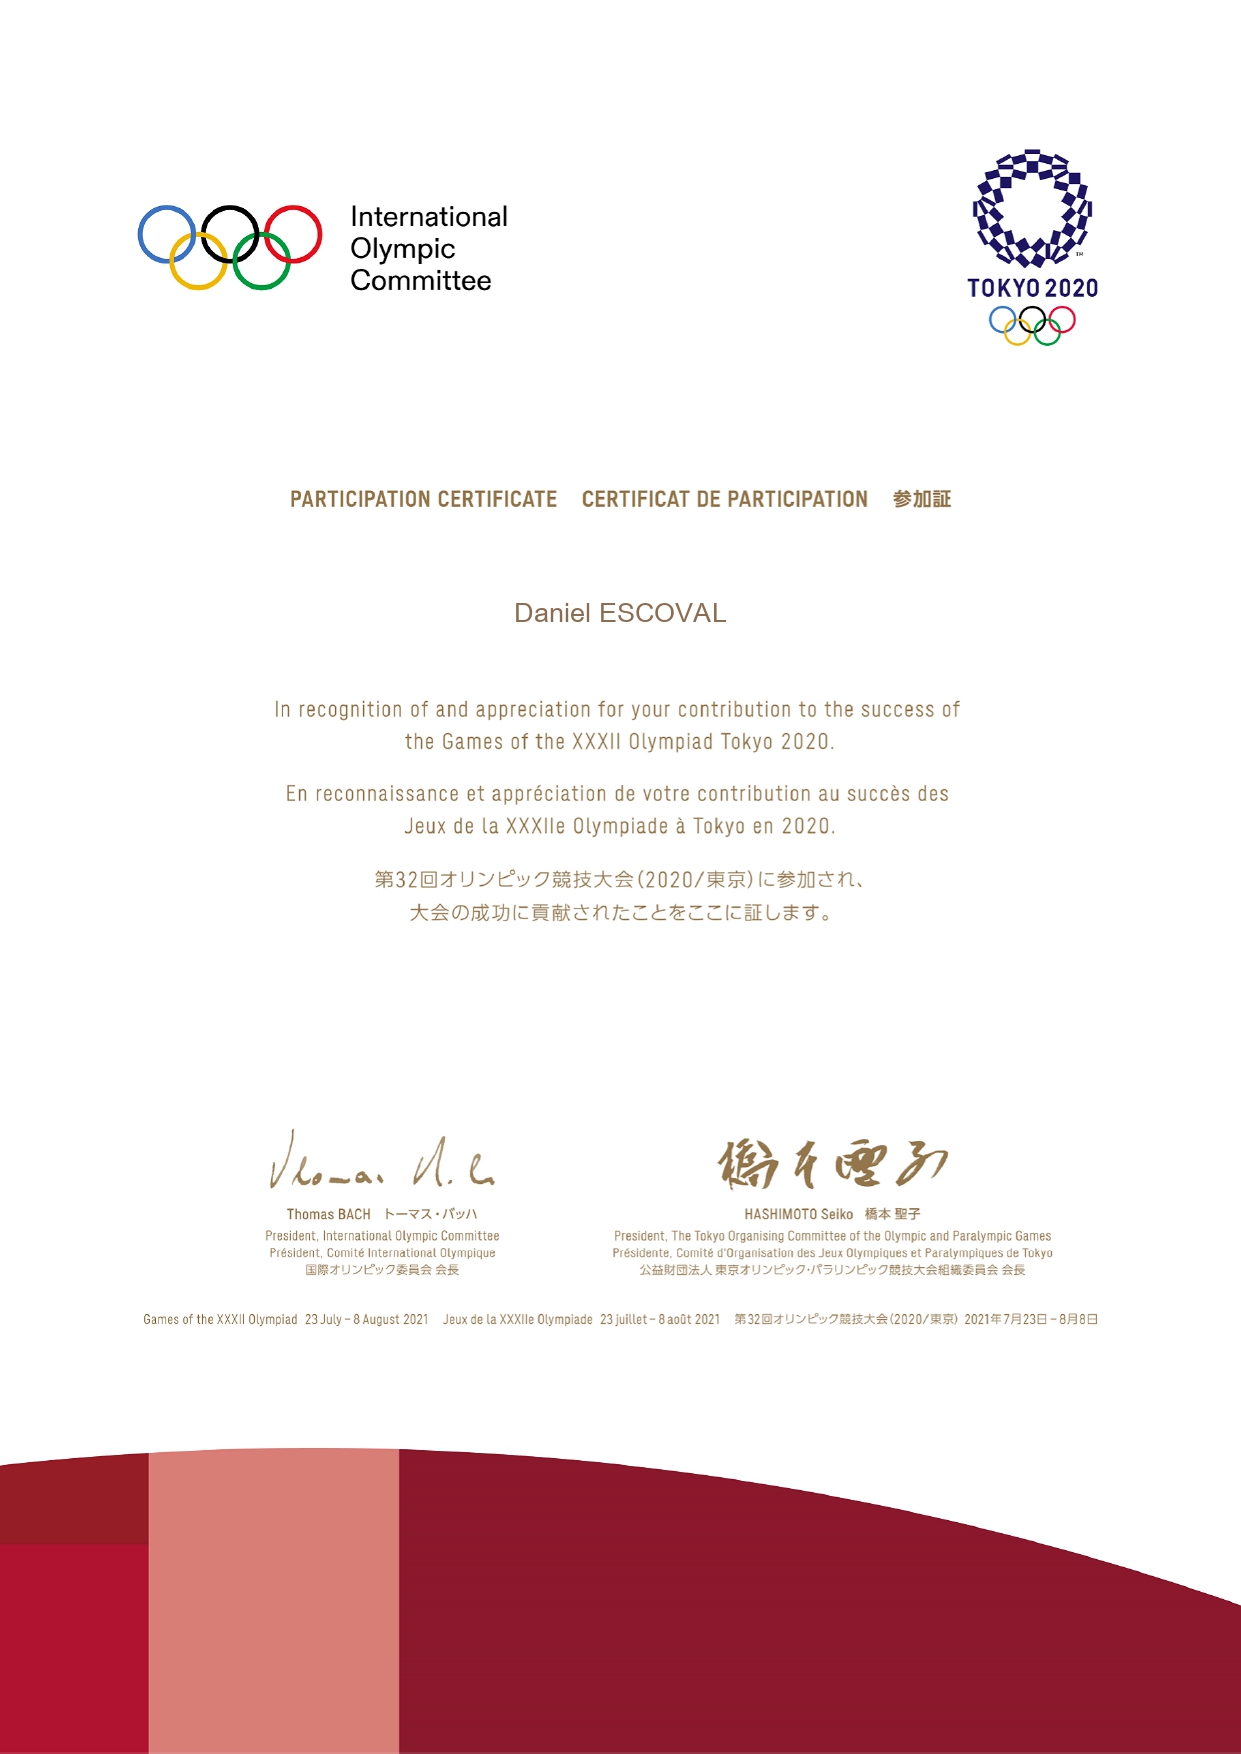 International
Olympic
Committee
TM
TOKYO 2020
PARTICIPATION CERTIFICATE CERTIFICAT DE PARTICIPATION 参加証
Daniel ESCOVAL
In recognition of and appreciation for your contribution to the success of
the Games of the XXXII Olympiad Tokyo 2020.
En reconnaissance et appréciation de votre contribution au succès des
Jeux de la XXXIIe Olympiade à Tokyo en 2020.
第32回オリンピック競技大会(2020/東京)に参加され、
大会の成功に貢献されたことをここに証します。
橋本聖子
Thomas BACH トーマス・バッハ
President, International Olympic Committee
Président, Comité International Olympique
国際オリンピック委員会 会長
HASHIMOTO Seiko 橋本 聖子
President, The Tokyo Organising Committee of the Olympic and Paralympic Games
Présidente, Comité d'Organisation des Jeux Olympiques et Paralympiques de Tokyo
公益財団法人 東京オリンピック・パラリンピック競技大会組織委員会 会長
Games of the XXXII Olympiad 23 July – 8 August 2021 Jeux de la XXXIIe Olympiade 23 juillet – 8 août 2021 第32回オリンピック競技大会(2020/東京) 2021年7月23日 – 8月8日